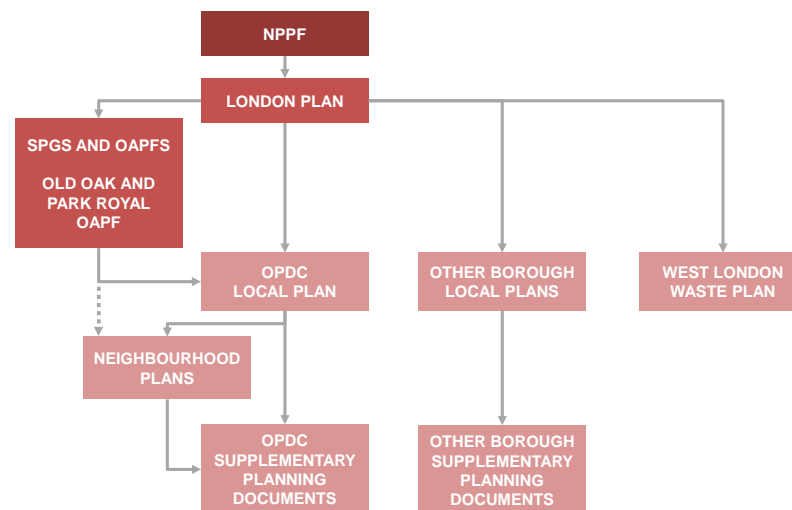 NPPF
LONDON PLAN
SPGS AND OAPFS
OLD OAK AND
PARK ROYAL
OAPF
OPDC
LOCAL PLAN
OTHER BOROUGH
LOCAL PLANS
WEST LONDON
WASTE PLAN
NEIGHBOURHOOD
PLANS
OPDC
SUPPLEMENTARY
PLANNING
DOCUMENTS
OTHER BOROUGH
SUPPLEMENTARY
PLANNING
DOCUMENTS